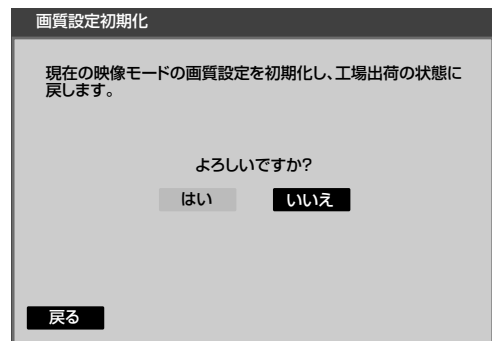 画質設定初期化
現在の映像モードの画質設定を初期化し、工場出荷の状態に
戻します。
よろしいですか?
はい いいえ
戻る